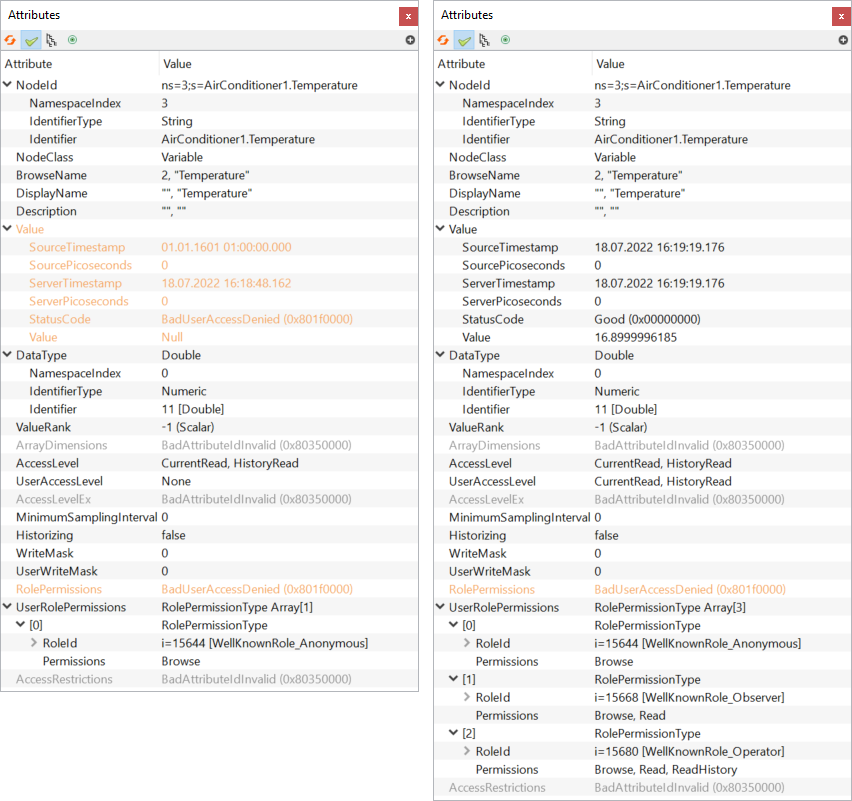 Attributes
x
Attribute Value
NodeId ns=3;s=AirConditioner1.Temperature
NamespaceIndex 3
IdentifierType String
Identifier AirConditioner1.Temperature
NodeClass Variable
BrowseName 2, "Temperature"
DisplayName "", "Temperature"
Description "", ""
Value
SourceTimestamp 01.01.1601 01:00:00.000
SourcePicoseconds 0
ServerTimestamp 18.07.2022 16:18:48.162
ServerPicoseconds 0
StatusCode BadUserAccessDenied (0x801f0000)
Value Null
DataType Double
NamespaceIndex 0
IdentifierType Numeric
Identifier 11 [Double]
ValueRank -1 (Scalar)
ArrayDimensions BadAttributeIdInvalid (0x80350000)
AccessLevel CurrentRead, HistoryRead
UserAccessLevel None
AccessLevelEx BadAttributeIdInvalid (0x80350000)
MinimumSamplingInterval 0
Historizing false
WriteMask 0
UserWriteMask 0
RolePermissions BadUserAccessDenied (0x801f0000)
UserRolePermissions RolePermissionType Array[1]
[0] RolePermissionType
RoleId i=15644 [WellKnownRole_Anonymous]
Permissions Browse
AccessRestrictions BadAttributeIdInvalid (0x80350000)
Attributes
x
Attribute Value
NodeId ns=3;s=AirConditioner1.Temperature
NamespaceIndex 3
IdentifierType String
Identifier AirConditioner1.Temperature
NodeClass Variable
BrowseName 2, "Temperature"
DisplayName "", "Temperature"
Description "", ""
Value
SourceTimestamp 18.07.2022 16:19:19.176
SourcePicoseconds 0
ServerTimestamp 18.07.2022 16:19:19.176
ServerPicoseconds 0
StatusCode Good (0x00000000)
Value 16.8999996185
DataType Double
NamespaceIndex 0
IdentifierType Numeric
Identifier 11 [Double]
ValueRank -1 (Scalar)
ArrayDimensions BadAttributeIdInvalid (0x80350000)
AccessLevel CurrentRead, HistoryRead
UserAccessLevel CurrentRead, HistoryRead
AccessLevelEx BadAttributeIdInvalid (0x80350000)
MinimumSamplingInterval 0
Historizing false
WriteMask 0
UserWriteMask 0
RolePermissions BadUserAccessDenied (0x801f0000)
UserRolePermissions RolePermissionType Array[3]
[0] RolePermissionType
RoleId i=15644 [WellKnownRole_Anonymous]
Permissions Browse
[1] RolePermissionType
RoleId i=15668 [WellKnownRole_Observer]
Permissions Browse, Read
[2] RolePermissionType
RoleId i=15680 [WellKnownRole_Operator]
Permissions Browse, Read, ReadHistory
AccessRestrictions BadAttributeIdInvalid (0x80350000)